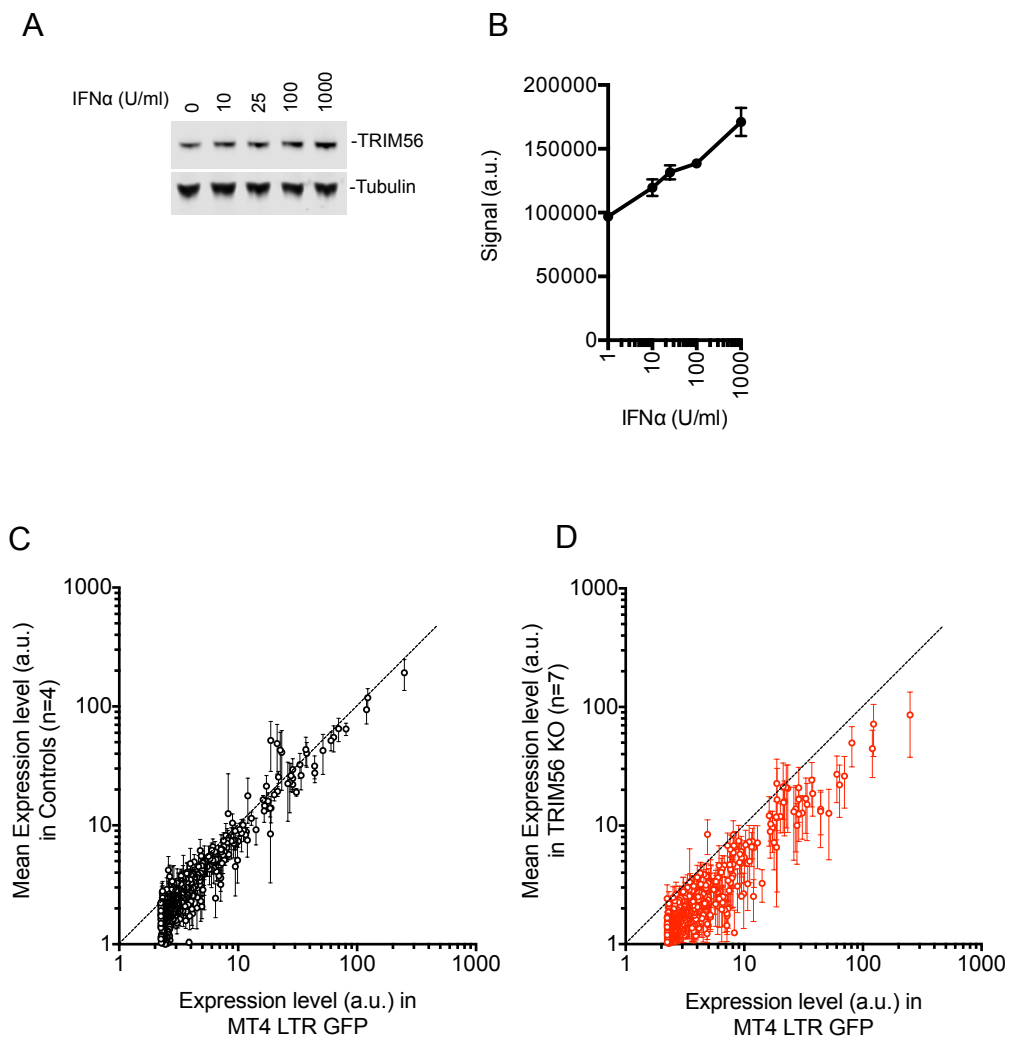 A
IFNα (U/ml)
0
10
25
100
1000
-TRIM56
-Tubulin
B
200000
150000
100000
50000
0
Signal (a.u.)
1
10
100
1000
IFNα (U/ml)
C
1000
100
10
1
Mean Expression level (a.u.)
in Controls (n=4)
1
10
100
1000
Expression level (a.u.) in
MT4 LTR GFP
D
1000
100
10
1
Mean Expression level (a.u.)
in TRIM56 KO (n=7)
1
10
100
1000
Expression level (a.u.) in
MT4 LTR GFP